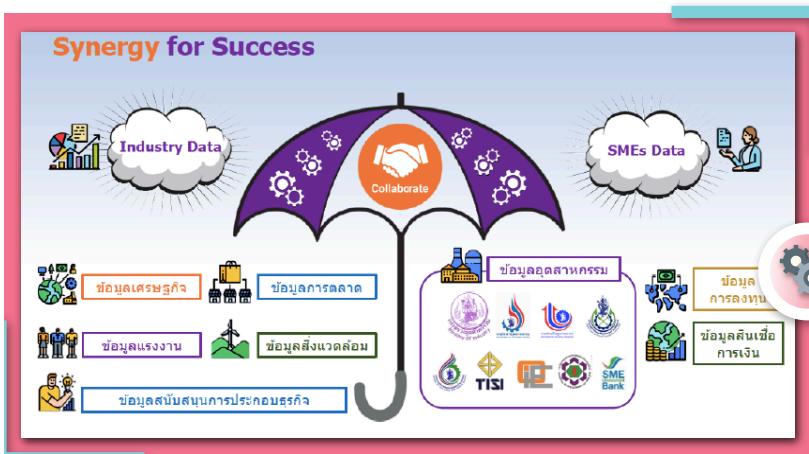 Synergy for Success
Industry Data
SMEs Data
Collaborate
ข้อมูลเศรษฐกิจ
ข้อมูลการตลาด
ข้อมูลอุตสาหกรรม
ข้อมูล
การลงทุน
ข้อมูลแรงงาน
ข้อมูลสิ่งแวดล้อม
ข้อมูลสินเชื่อ
การเงิน
TISI
SME
Bank
ข้อมูลสนับสนุนการประกอบธุรกิจ